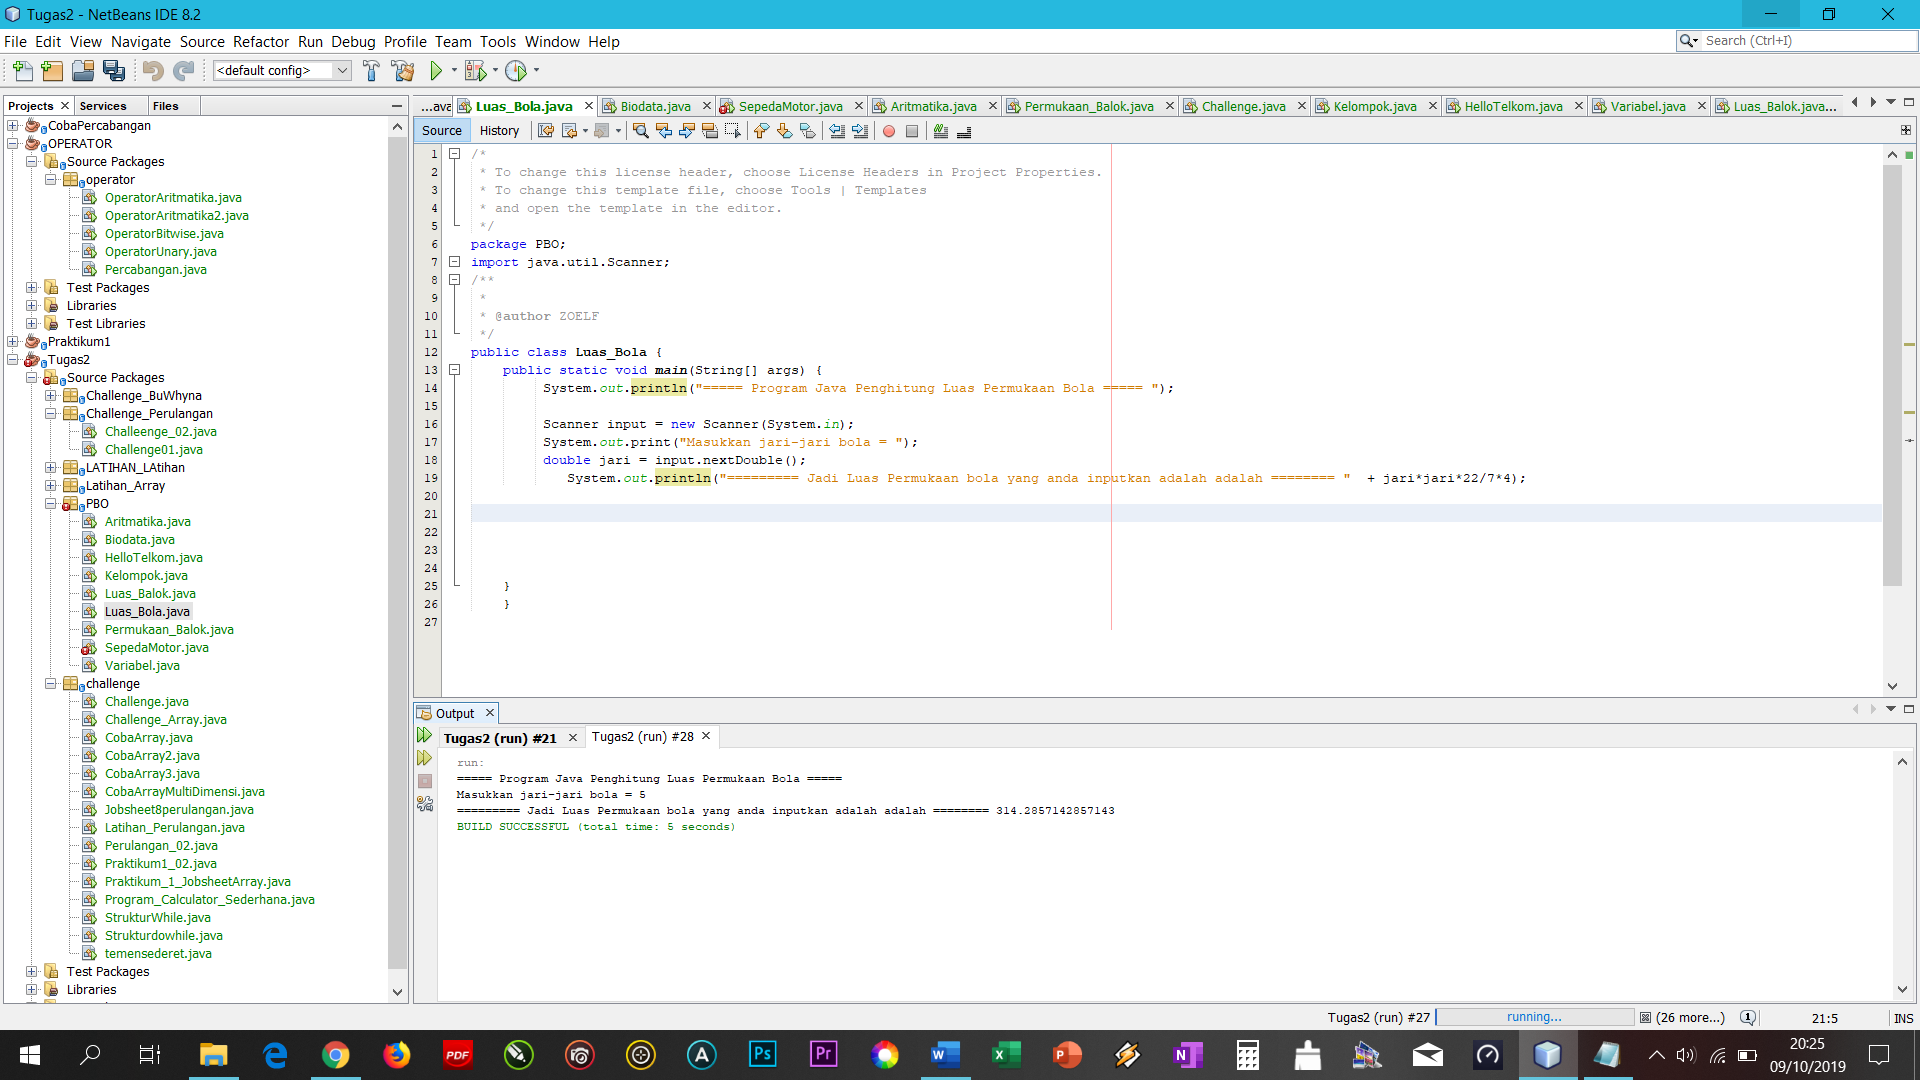 Tugas2 - NetBeans IDE 8.2
File Edit View Navigate Source Refactor Run Debug Profile Team Tools Window Help
Search (Ctrl+I)
<default config>
Projects Services Files
CobaPercabangan
OPERATOR
Source Packages
operator
OperatorAritmatika.java
OperatorAritmatika2.java
OperatorBitwise.java
OperatorUnary.java
Percabangan.java
Test Packages
Libraries
Test Libraries
Praktikum1
Tugas2
Source Packages
Challenge_BuWhyna
Challenge_Perulangan
Challeenge_02.java
Challenge01.java
LATIHAN_LAtihan
Latihan_Array
PBO
Aritmatika.java
Biodata.java
HelloTelkom.java
Kelompok.java
Luas_Balok.java
Luas_Bola.java
Permukaan_Balok.java
SepedaMotor.java
Variabel.java
challenge
Challenge.java
Challenge_Array.java
CobaArray.java
CobaArray2.java
CobaArray3.java
CobaArrayMultiDimensi.java
Jobsheet8perulangan.java
Latihan_Perulangan.java
Perulangan_02.java
Praktikum1_02.java
Praktikum_1_JobsheetArray.java
Program_Calculator_Sederhana.java
StrukturWhile.java
Strukturdowhile.java
temensederet.java
Test Packages
Libraries
...ava Luas_Bola.java Biodata.java SepedaMotor.java Aritmatika.java Permukaan_Balok.java Challenge.java Kelompok.java HelloTelkom.java Variabel.java Luas_Balok.java...
Source History
1 /*
2 * To change this license header, choose License Headers in Project Properties.
3 * To change this template file, choose Tools | Templates
4 * and open the template in the editor.
5 */
6 package PBO;
7 import java.util.Scanner;
8 /**
9 *
10 * @author ZOELF
11 */
12 public class Luas_Bola {
13 public static void main(String[] args) {
14 System.out.println("===== Program Java Penghitung Luas Permukaan Bola ===== ");
15
16 Scanner input = new Scanner(System.in);
17 System.out.print("Masukkan jari-jari bola = ");
18 double jari = input.nextDouble();
19 System.out.println("========= Jadi Luas Permukaan bola yang anda inputkan adalah adalah ======== " + jari*jari*22/7*4);
20
21
22
23
24
25 }
26 }
27
Output
Tugas2 (run) #21 Tugas2 (run) #28
run:
===== Program Java Penghitung Luas Permukaan Bola =====
Masukkan jari-jari bola = 5
========= Jadi Luas Permukaan bola yang anda inputkan adalah adalah ======== 314.2857142857143
BUILD SUCCESSFUL (total time: 5 seconds)
Tugas2 (run) #27 running... (26 more...) 1 21:5 INS
PDF A Ps Pr W X P N
20:25
09/10/2019